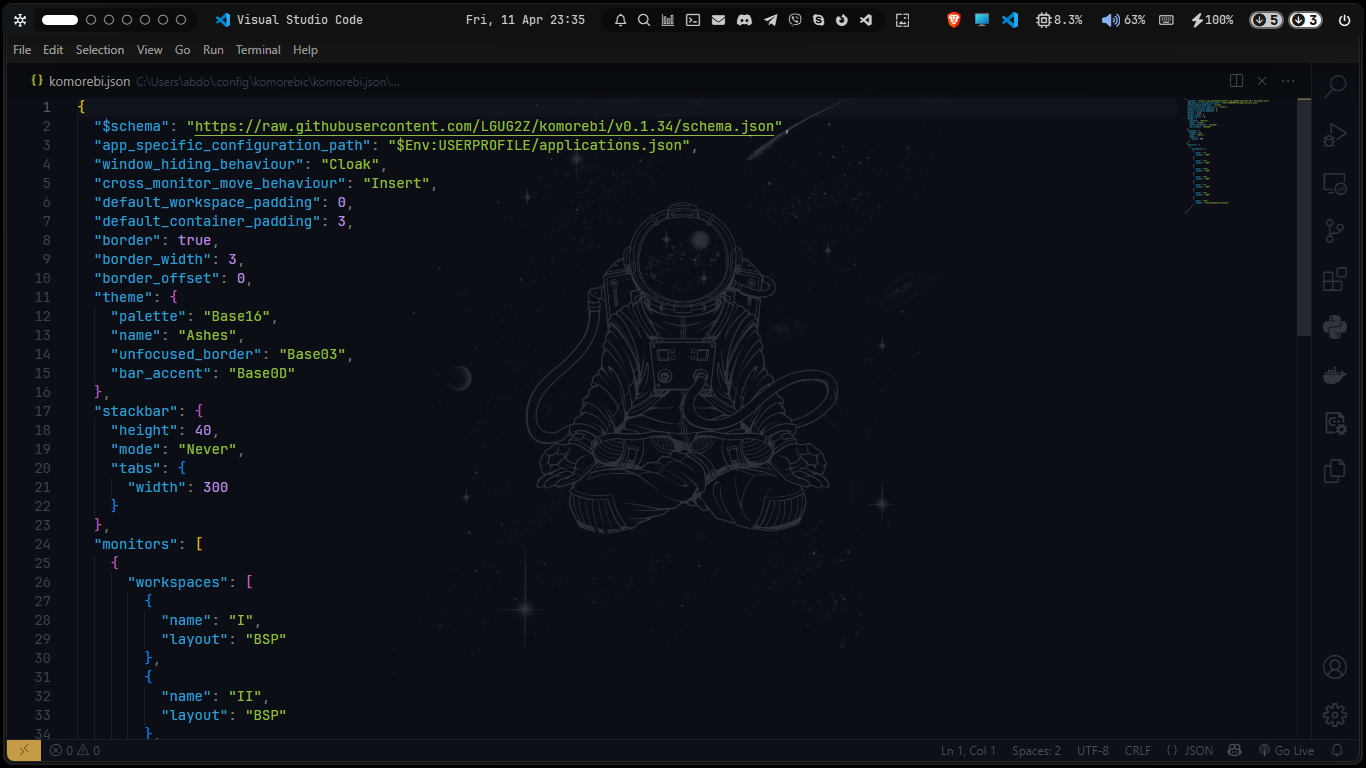 Visual Studio Code Fri, 11 Apr 23:35 8.3% 63% 100% 5 3
File Edit Selection View Go Run Terminal Help
{} komorebi.json C:\Users\abdo\.config\komorebic\komorebi.json\...
1 {
2 "$schema": "https://raw.githubusercontent.com/LGUG2Z/komorebi/v0.1.34/schema.json",
3 "app_specific_configuration_path": "$Env:USERPROFILE/applications.json",
4 "window_hiding_behaviour": "Cloak",
5 "cross_monitor_move_behaviour": "Insert",
6 "default_workspace_padding": 0,
7 "default_container_padding": 3,
8 "border": true,
9 "border_width": 3,
10 "border_offset": 0,
11 "theme": {
12 "palette": "Base16",
13 "name": "Ashes",
14 "unfocused_border": "Base03",
15 "bar_accent": "Base0D"
16 },
17 "stackbar": {
18 "height": 40,
19 "mode": "Never",
20 "tabs": {
21 "width": 300
22 }
23 },
24 "monitors": [
25 {
26 "workspaces": [
27 {
28 "name": "I",
29 "layout": "BSP"
30 },
31 {
32 "name": "II",
33 "layout": "BSP"
34 },
0 0 Ln 1, Col 1 Spaces: 2 UTF-8 CRLF {} JSON Go Live